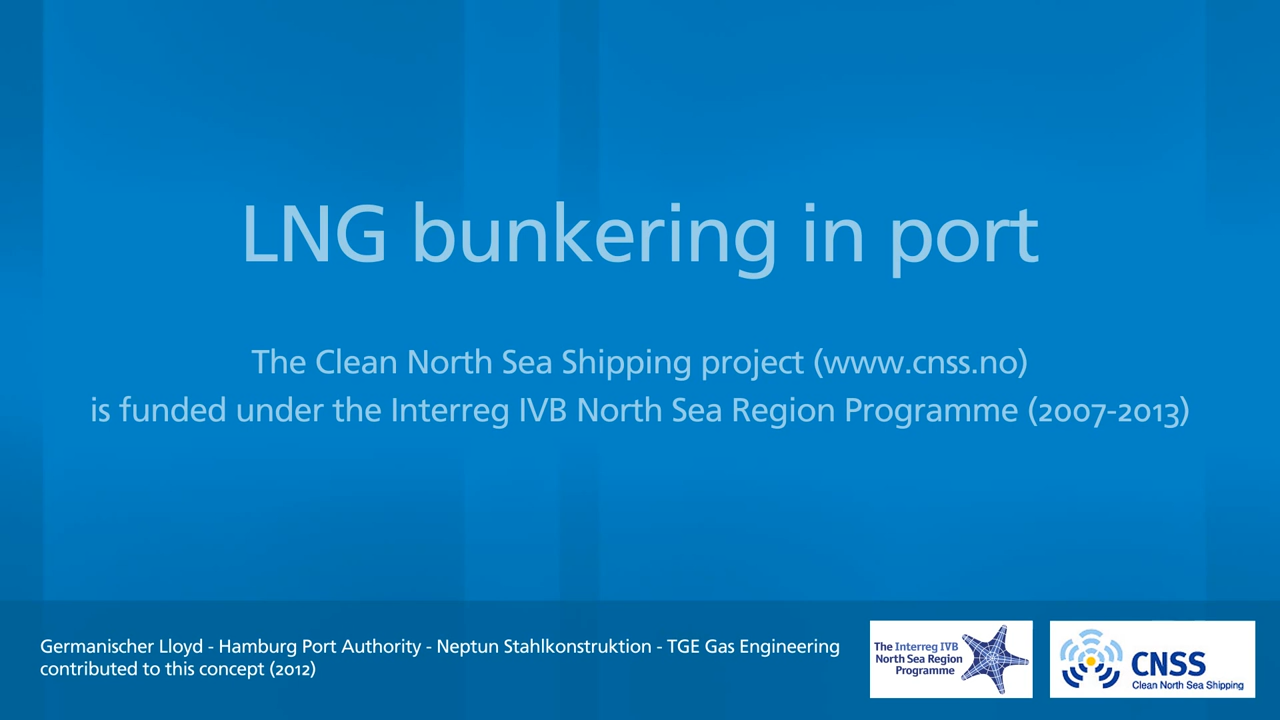 LNG bunkering in port
The Clean North Sea Shipping project (www.cnss.no)
is funded under the Interreg IVB North Sea Region Programme (2007-2013)
Germanischer Lloyd - Hamburg Port Authority - Neptun Stahlkonstruktion - TGE Gas Engineering
contributed to this concept (2012)
The Interreg IVB
North Sea Region
Programme
CNSS
Clean North Sea Shipping